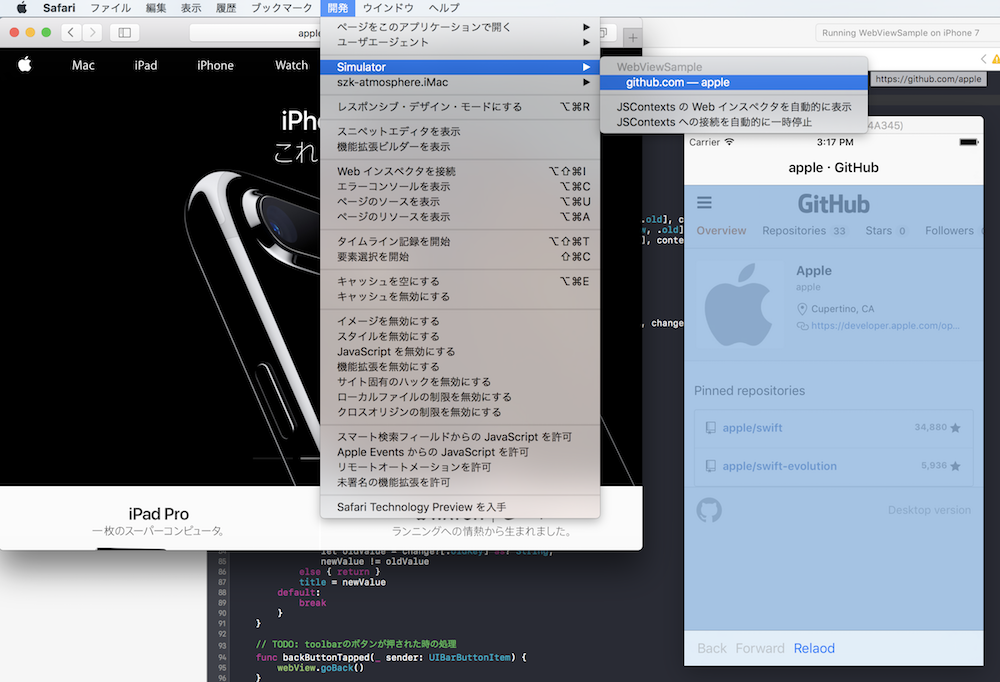 Safari ファイル 編集 表示 履歴 ブックマーク 開発 ウインドウ ヘルプ
apple
Running WebViewSample on iPhone 7
Mac iPad iPhone Watch
iPh
これ
ページをこのアプリケーションで開く
ユーザエージェント
Simulator
szk-atmosphere.iMac
レスポンシブ・デザイン・モードにする ⌥⌘R
スニペットエディタを表示
機能拡張ビルダーを表示
Web インスペクタを接続 ⌥⇧⌘I
エラーコンソールを表示 ⌥⌘C
ページのソースを表示 ⌥⌘U
ページのリソースを表示 ⌥⌘A
タイムライン記録を開始 ⌥⇧⌘T
要素選択を開始 ⇧⌘C
キャッシュを空にする ⌥⌘E
キャッシュを無効にする
イメージを無効にする
スタイルを無効にする
JavaScript を無効にする
機能拡張を無効にする
サイト固有のハックを無効にする
ローカルファイルの制限を無効にする
クロスオリジンの制限を無効にする
スマート検索フィールドからの JavaScript を許可
Apple Events からの JavaScript を許可
リモートオートメーションを許可
未署名の機能拡張を許可
Safari Technology Preview を入手
WebViewSample
github.com — apple
JSContexts の Web インスペクタを自動的に表示
JSContexts への接続を自動的に一時停止
https://github.com/apple
4A345)
Carrier 3:17 PM
apple · GitHub
GitHub
Overview Repositories 33 Stars 0 Followers
Apple
apple
Cupertino, CA
https://developer.apple.com/op...
Pinned repositories
apple/swift 34,880
apple/swift-evolution 5,936
Desktop version
Back Forward Relaod
.old], c
, .old]
], conte
, change
iPad Pro
一枚のスーパーコンピュータ。
ランニングへの情熱から生まれました。
85 newValue != oldValue
86 else { return }
87 title = newValue
88 default:
89 break
90 }
91 }
92
93 // TODO: toolbarのボタンが押された時の処理
94 func backButtonTapped(_ sender: UIBarButtonItem) {
95 webView.goBack()
96 }